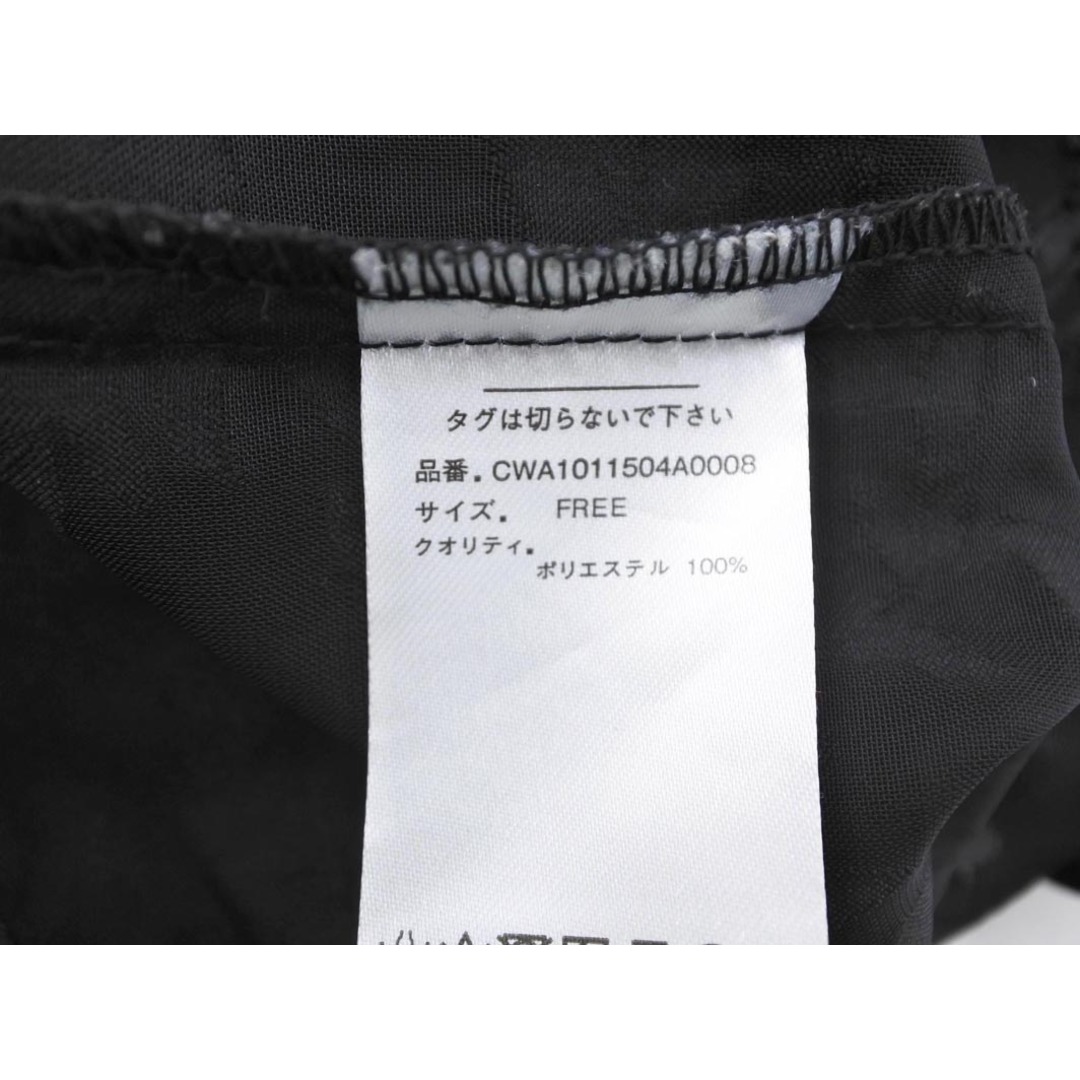 タグは切らないで下さい
品番. CWA1011504A0008
サイズ. FREE
クオリティ.
ポリエステル 100%